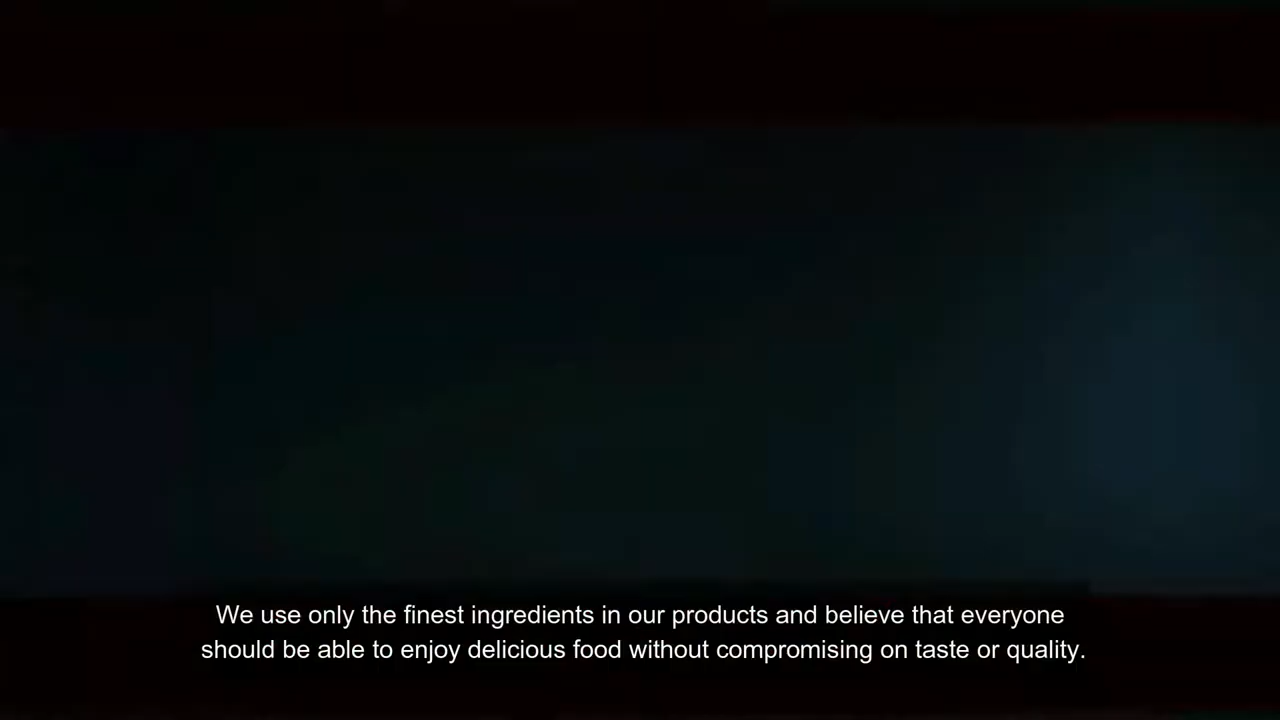 We use only the finest ingredients in our products and believe that everyone
should be able to enjoy delicious food without compromising on taste or quality.